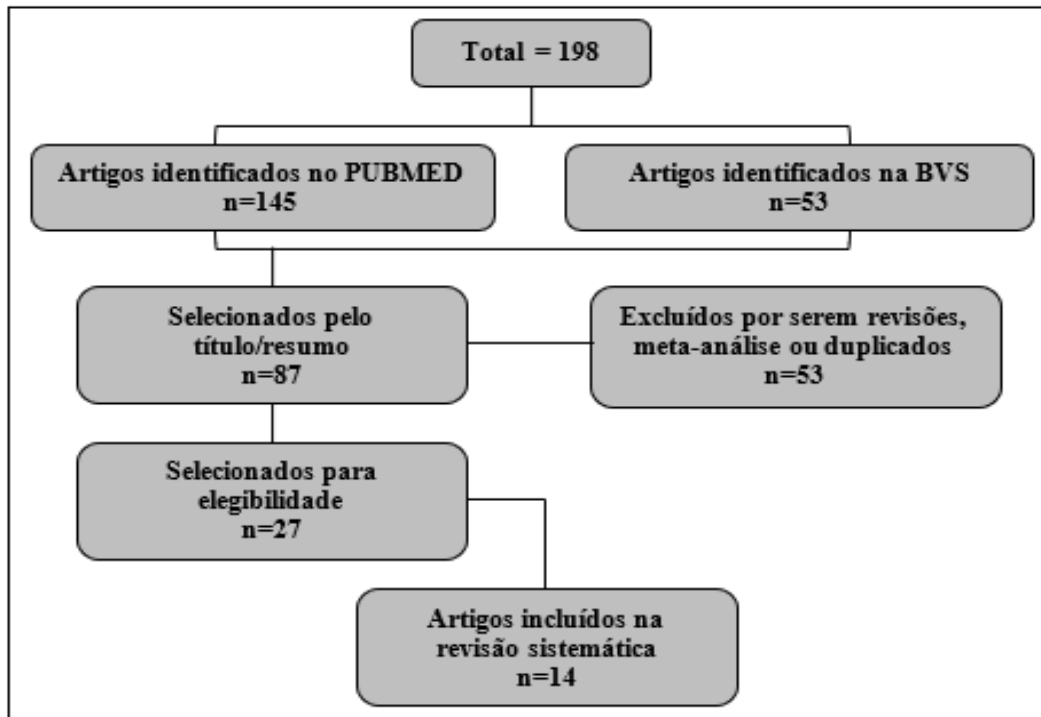 Total = 198
Artigos identificados no PUBMED
n=145
Artigos identificados na BVS
n=53
Selecionados pelo
título/resumo
n=87
Excluídos por serem revisões,
meta-análise ou duplicados
n=53
Selecionados para
elegibilidade
n=27
Artigos incluídos na
revisão sistemática
n=14